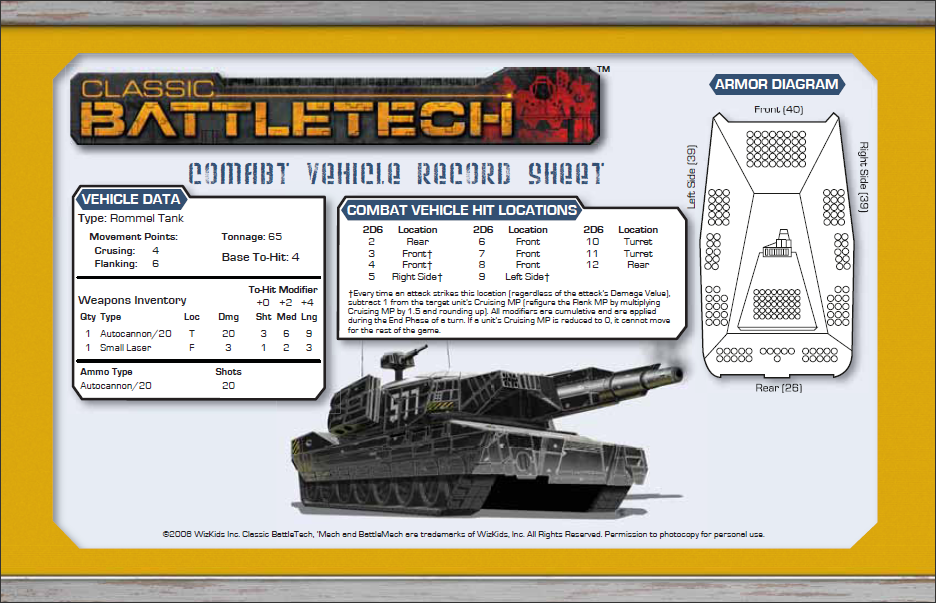 CLASSIC
BATTLETECH™
COMABT VEHICLE RECORD SHEET
VEHICLE DATA
Type: Rommel Tank
Movement Points: Tonnage: 65
Crusing: 4
Flanking: 6
Base To-Hit: 4
To-Hit Modifier
Weapons Inventory +0 +2 +4
Qty Type Loc Dmg Sht Med Lng
1 Autocannon/20 T 20 3 6 9
1 Small Laser F 3 1 2 3
Ammo Type Shots
Autocannon/20 20
COMBAT VEHICLE HIT LOCATIONS
2D6 Location 2D6 Location 2D6 Location
2 Rear 6 Front 10 Turret
3 Front† 7 Front 11 Turret
4 Front† 8 Front 12 Rear
5 Right Side† 9 Left Side†
†Every time an attack strikes this location (regardless of the attack's Damage Value),
subtract 1 from the target unit's Cruising MP (refigure the Flank MP by multiplying
Cruising MP by 1.5 and rounding up). All modifiers are cumulative and are applied
during the End Phase of a turn. If a unit's Cruising MP is reduced to 0, it cannot move
for the rest of the game.
ARMOR DIAGRAM
Front (40)
Left Side (39)
Right Side (39)
Rear (26)
577
©2008 WizKids Inc. Classic BattleTech, 'Mech and BattleMech are trademarks of WizKids, Inc. All Rights Reserved. Permission to photocopy for personal use.